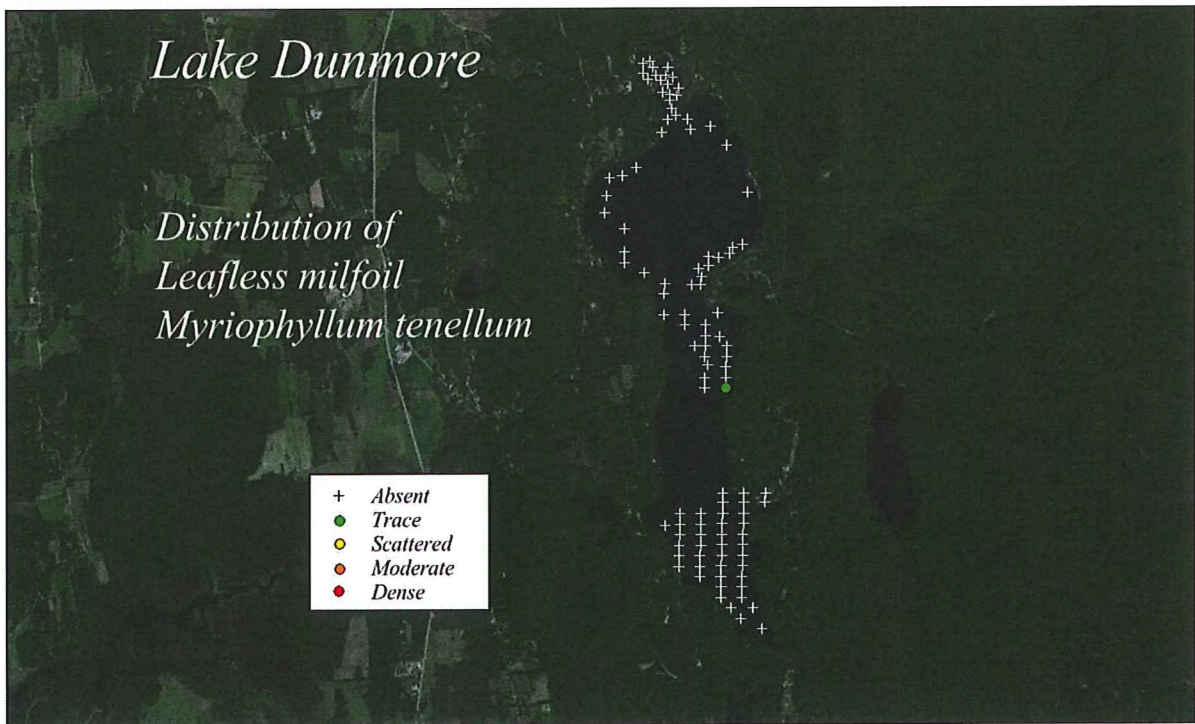 Lake Dunmore
Distribution of
Leafless milfoil
Myriophyllum tenellum
Absent
Trace
Scattered
Moderate
Dense